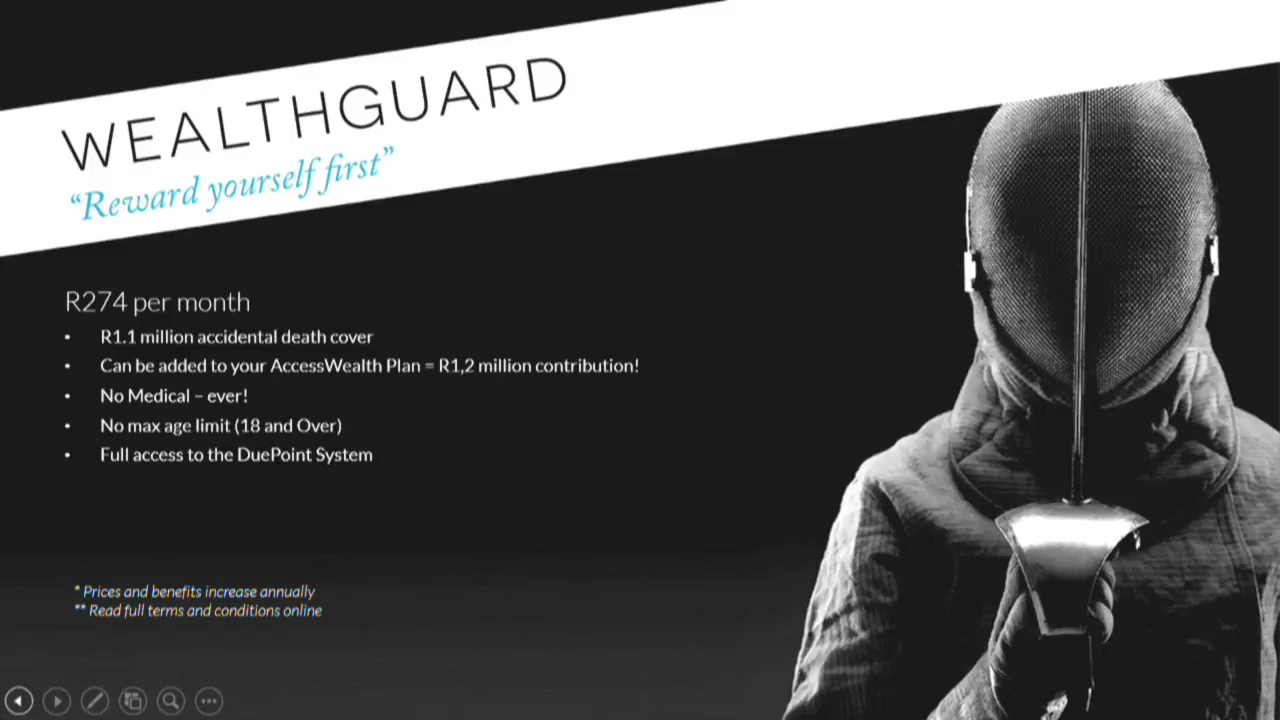 WEALTHGUARD
“Reward yourself first”
R274 per month
• R1.1 million accidental death cover
• Can be added to your AccessWealth Plan = R1,2 million contribution!
• No Medical – ever!
• No max age limit (18 and Over)
• Full access to the DuePoint System
* Prices and benefits increase annually
** Read full terms and conditions online